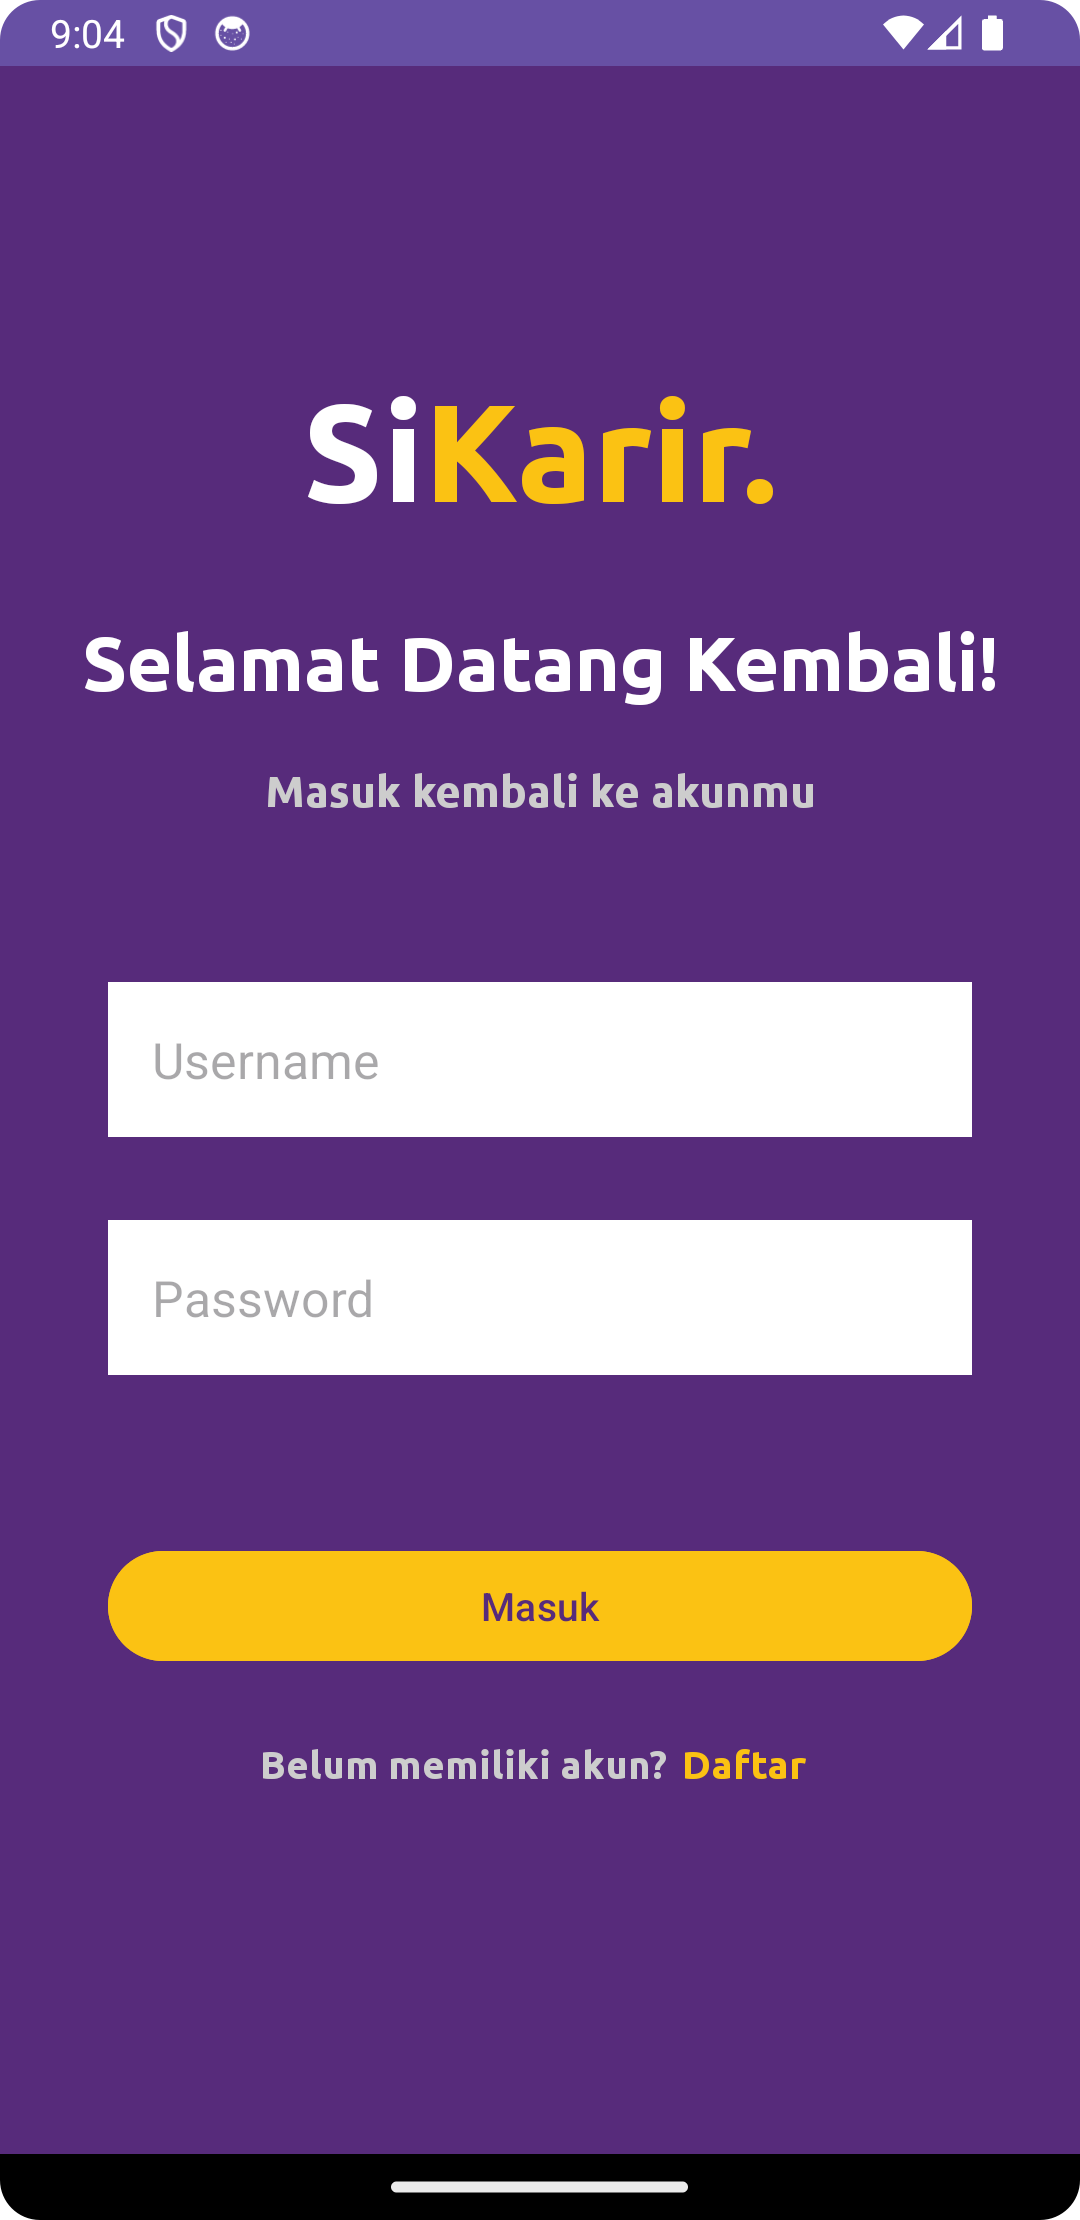 9:04
SiKarir.
Selamat Datang Kembali!
Masuk kembali ke akunmu
Username
Password
Masuk
Belum memiliki akun? Daftar